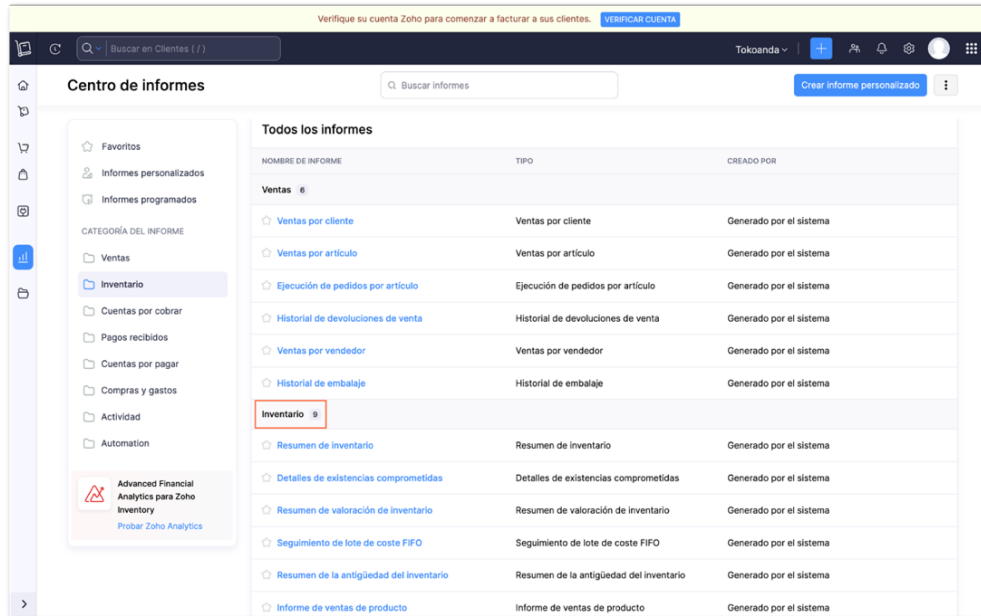 Verifique su cuenta Zoho para comenzar a facturar a sus clientes. VERIFICAR CUENTA
Buscar en Clientes ( / )
Tokoanda
Centro de informes
Buscar informes
Crear informe personalizado
Favoritos
Informes personalizados
Informes programados
CATEGORÍA DEL INFORME
Ventas
Inventario
Cuentas por cobrar
Pagos recibidos
Cuentas por pagar
Compras y gastos
Actividad
Automation
Advanced Financial
Analytics para Zoho
Inventory
Probar Zoho Analytics
Todos los informes
NOMBRE DE INFORME TIPO CREADO POR
Ventas 6
Ventas por cliente Ventas por cliente Generado por el sistema
Ventas por artículo Ventas por artículo Generado por el sistema
Ejecución de pedidos por artículo Ejecución de pedidos por artículo Generado por el sistema
Historial de devoluciones de venta Historial de devoluciones de venta Generado por el sistema
Ventas por vendedor Ventas por vendedor Generado por el sistema
Historial de embalaje Historial de embalaje Generado por el sistema
Inventario 9
Resumen de inventario Resumen de inventario Generado por el sistema
Detalles de existencias comprometidas Detalles de existencias comprometidas Generado por el sistema
Resumen de valoración de inventario Resumen de valoración de inventario Generado por el sistema
Seguimiento de lote de coste FIFO Seguimiento de lote de coste FIFO Generado por el sistema
Resumen de la antigüedad del inventario Resumen de la antigüedad del inventario Generado por el sistema
Informe de ventas de producto Informe de ventas de producto Generado por el sistema